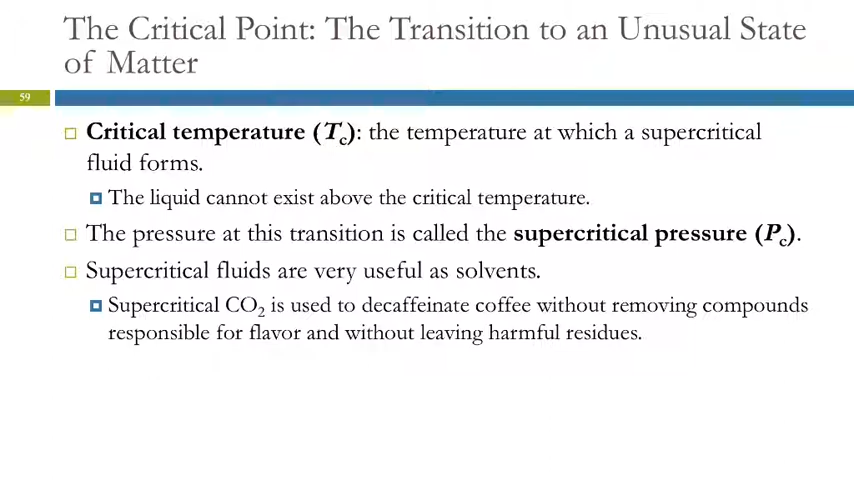 The Critical Point: The Transition to an Unusual State
of Matter
59
Critical temperature (Tc): the temperature at which a supercritical
fluid forms.
The liquid cannot exist above the critical temperature.
The pressure at this transition is called the supercritical pressure (Pc).
Supercritical fluids are very useful as solvents.
Supercritical CO2 is used to decaffeinate coffee without removing compounds
responsible for flavor and without leaving harmful residues.